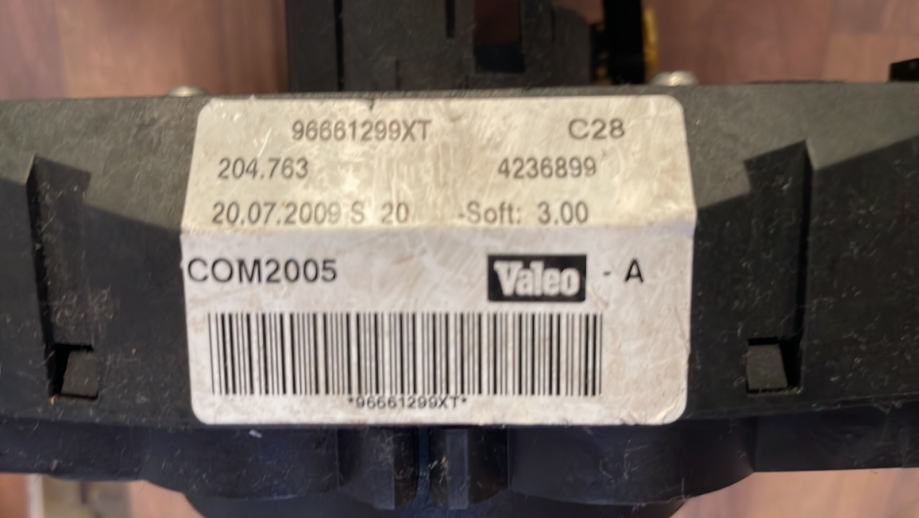 96661299XT C28
204.763 4236899
20.07.2009 S 20 -Soft: 3.00
COM2005 Valeo - A
*96661299XT*